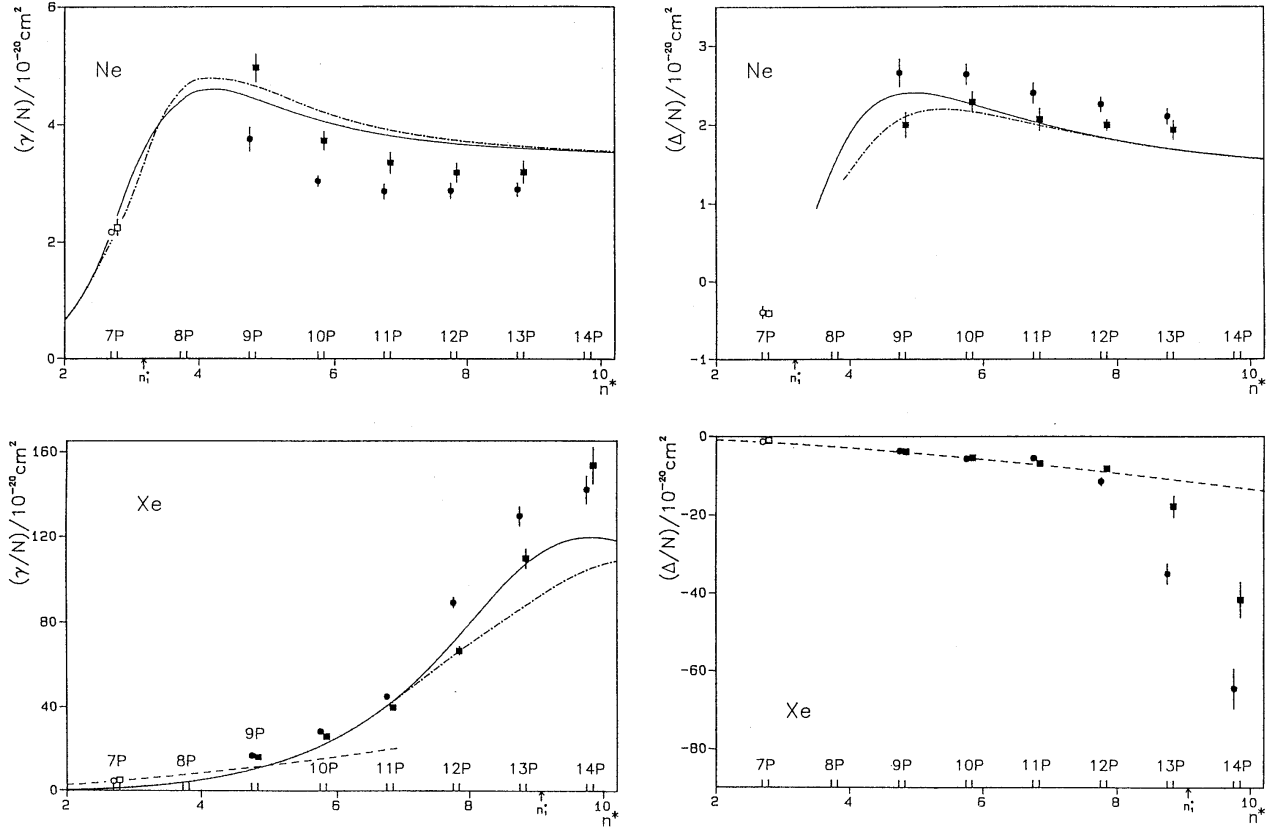 (γ/N)/10⁻²⁰cm²
6
4
2
0
Ne
7P 8P 9P 10P 11P 12P 13P 14P
2 4 6 8 10
n₁*
n*
(Δ/N)/10⁻²⁰cm²
3
2
1
0
-1
Ne
7P 8P 9P 10P 11P 12P 13P 14P
2 4 6 8 10
n₁*
n*
(γ/N)/10⁻²⁰cm²
160
120
80
40
0
Xe
9P
7P 8P 10P 11P 12P 13P 14P
2 4 6 8 10
n₁*
n*
(Δ/N)/10⁻²⁰cm²
0
-20
-40
-60
-80
Xe
7P 8P 9P 10P 11P 12P 13P 14P
2 4 6 8 10
n₁*
n*